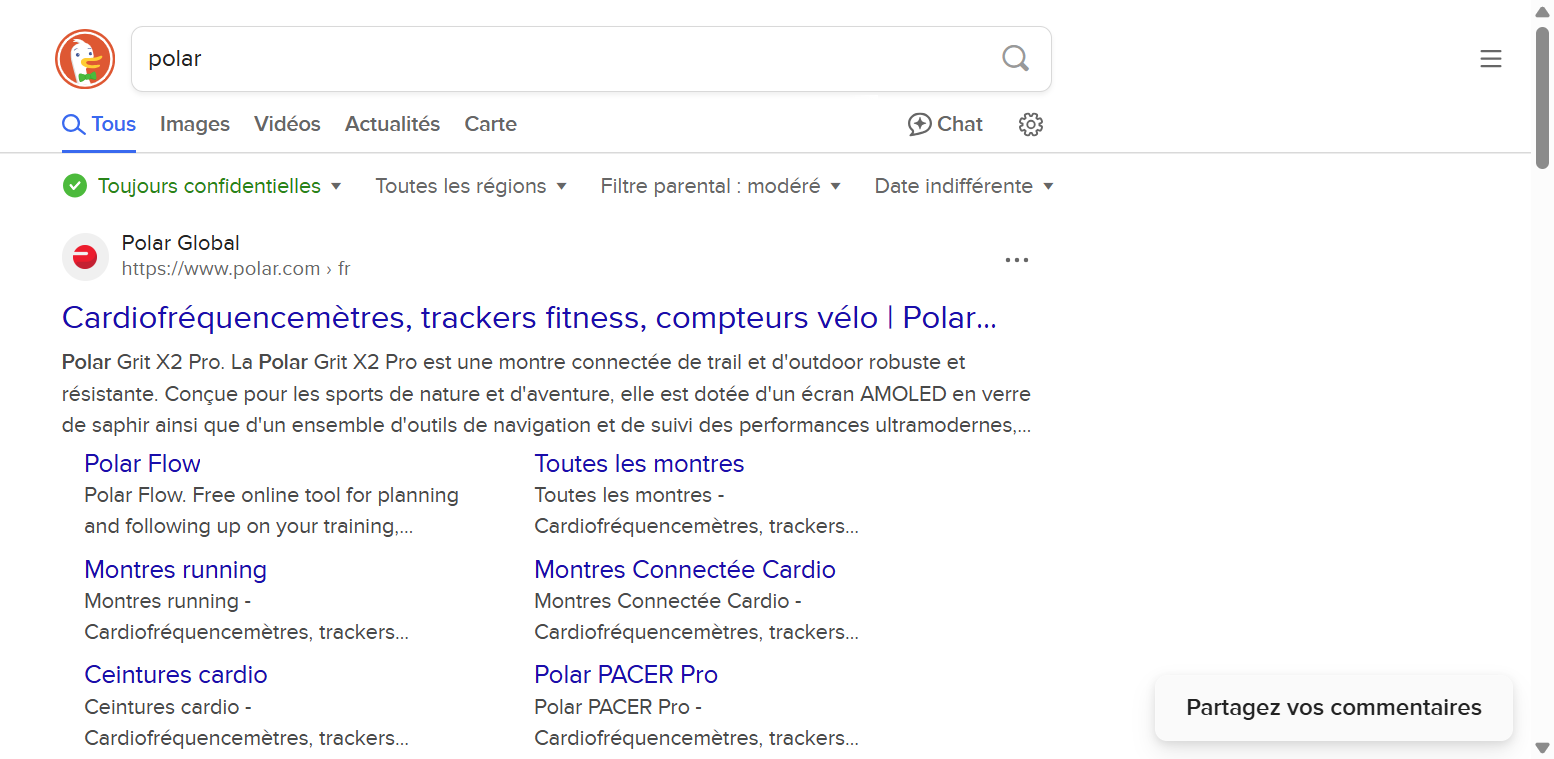 polar
Tous Images Vidéos Actualités Carte Chat
Toujours confidentielles Toutes les régions Filtre parental : modéré Date indifférente
Polar Global
https://www.polar.com › fr
Cardiofréquencemètres, trackers fitness, compteurs vélo | Polar...
Polar Grit X2 Pro. La Polar Grit X2 Pro est une montre connectée de trail et d'outdoor robuste et
résistante. Conçue pour les sports de nature et d'aventure, elle est dotée d'un écran AMOLED en verre
de saphir ainsi que d'un ensemble d'outils de navigation et de suivi des performances ultramodernes,...
Polar Flow
Polar Flow. Free online tool for planning
and following up on your training,...
Toutes les montres
Toutes les montres -
Cardiofréquencemètres, trackers...
Montres running
Montres running -
Cardiofréquencemètres, trackers...
Montres Connectée Cardio
Montres Connectée Cardio -
Cardiofréquencemètres, trackers...
Ceintures cardio
Ceintures cardio -
Cardiofréquencemètres, trackers...
Polar PACER Pro
Polar PACER Pro -
Cardiofréquencemètres, trackers...
Partagez vos commentaires